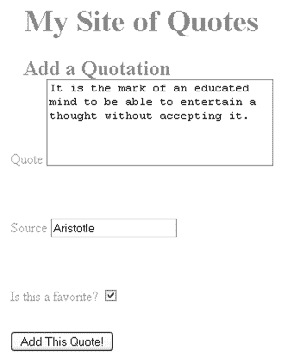 My Site of Quotes
Add a Quotation
It is the mark of an educated
mind to be able to entertain a
thought without accepting it.
Quote
Source Aristotle
Is this a favorite?
Add This Quote!